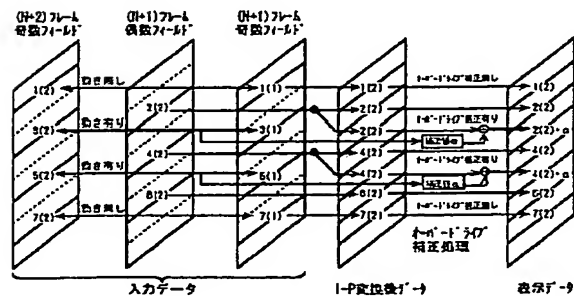 (N+2)フレーム 奇数フィールド
(N+1)フレーム 偶数フィールド
(N+1)フレーム 奇数フィールド
1(2) 動き無し 1(1) 1(2) オーバードライブ補正無し 1(2)
2(2) 2(2) 2(2)
3(2) 動き有り 3(1) 2(2) オーバードライブ補正有り 2(2)+α
補正値α
4(2) 4(2) 4(2)
5(2) 動き有り 5(1) 4(2) オーバードライブ補正有り 4(2)+α
補正値α
6(2) 6(2) 6(2)
7(2) 動き無し 7(1) 7(2) オーバードライブ補正無し 7(2)
オーバードライブ
補正処理
入力データ I-P変換後データ 表示データ